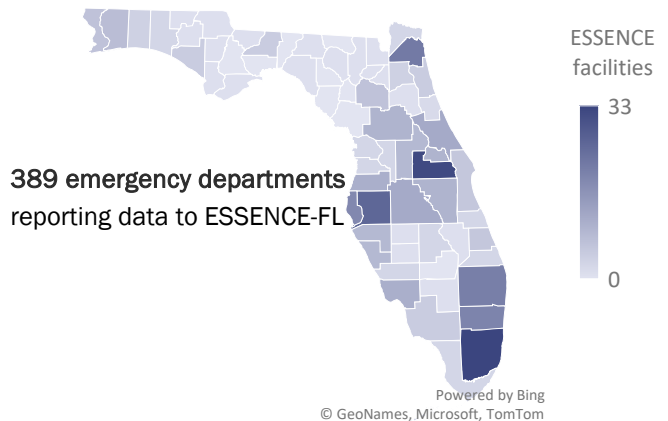 ESSENCE
facilities
33
389 emergency departments
reporting data to ESSENCE-FL
0
Powered by Bing
© GeoNames, Microsoft, TomTom